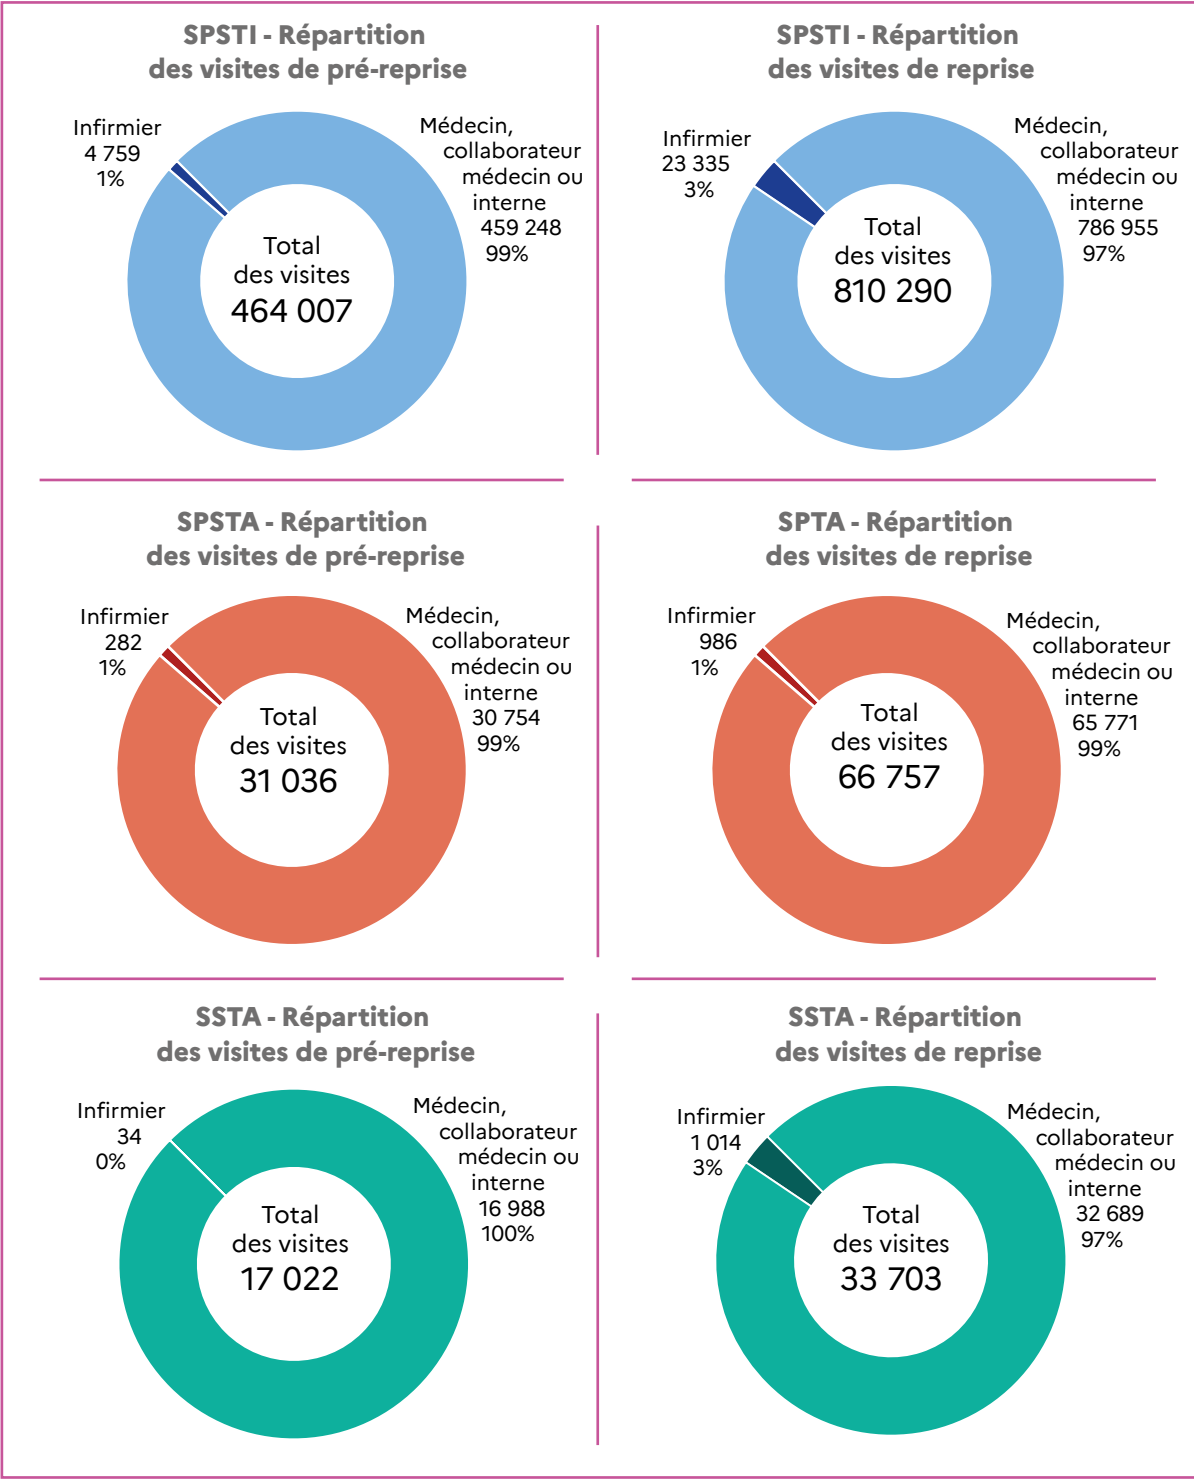 SPSTI - Répartition
des visites de pré-reprise
Infirmier
4 759
1%
Médecin,
collaborateur
médecin ou
interne
459 248
99%
Total
des visites
464 007
SPSTI - Répartition
des visites de reprise
Infirmier
23 335
3%
Médecin,
collaborateur
médecin ou
interne
786 955
97%
Total
des visites
810 290
SPSTA - Répartition
des visites de pré-reprise
Infirmier
282
1%
Médecin,
collaborateur
médecin ou
interne
30 754
99%
Total
des visites
31 036
SPTA - Répartition
des visites de reprise
Infirmier
986
1%
Médecin,
collaborateur
médecin ou
interne
65 771
99%
Total
des visites
66 757
SSTA - Répartition
des visites de pré-reprise
Infirmier
34
0%
Médecin,
collaborateur
médecin ou
interne
16 988
100%
Total
des visites
17 022
SSTA - Répartition
des visites de reprise
Infirmier
1 014
3%
Médecin,
collaborateur
médecin ou
interne
32 689
97%
Total
des visites
33 703